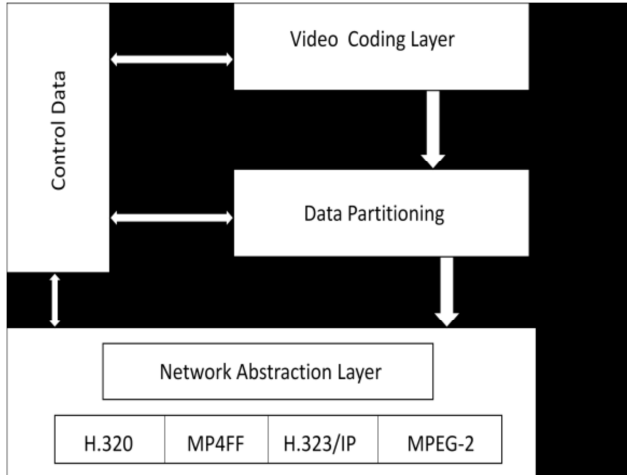 Video Coding Layer
Control Data
Data Partitioning
Network Abstraction Layer
H.320 MP4FF H.323/IP MPEG-2